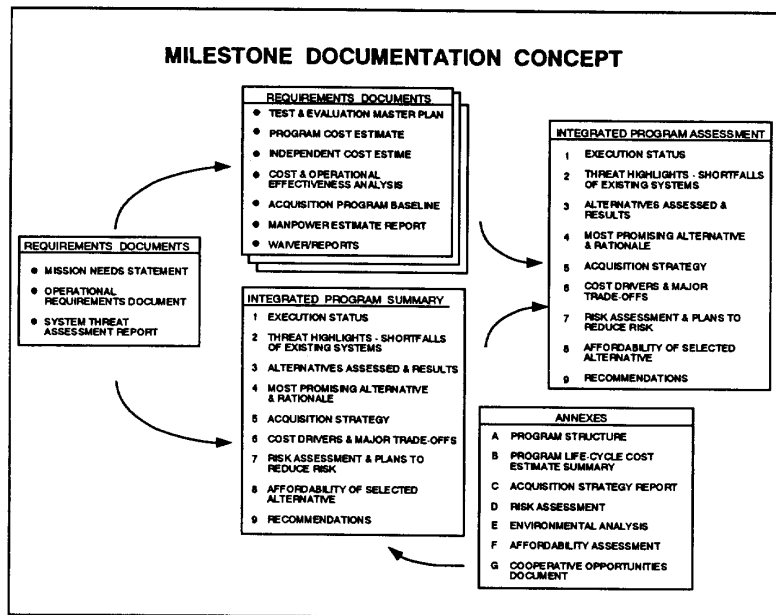 MILESTONE DOCUMENTATION CONCEPT
REQUIREMENTS DOCUMENTS
● MISSION NEEDS STATEMENT
● OPERATIONAL
REQUIREMENTS DOCUMENT
● SYSTEM THREAT
ASSESSMENT REPORT
REQUIREMENTS DOCUMENTS
● TEST & EVALUATION MASTER PLAN
● PROGRAM COST ESTIMATE
● INDEPENDENT COST ESTIME
● COST & OPERATIONAL
EFFECTIVENESS ANALYSIS
● ACQUISITION PROGRAM BASELINE
● MANPOWER ESTIMATE REPORT
● WAIVER/REPORTS
INTEGRATED PROGRAM SUMMARY
1 EXECUTION STATUS
2 THREAT HIGHLIGHTS - SHORTFALLS
OF EXISTING SYSTEMS
3 ALTERNATIVES ASSESSED & RESULTS
4 MOST PROMISING ALTERNATIVE
& RATIONALE
5 ACQUISITION STRATEGY
6 COST DRIVERS & MAJOR TRADE-OFFS
7 RISK ASSESSMENT & PLANS TO
REDUCE RISK
8 AFFORDABILITY OF SELECTED
ALTERNATIVE
9 RECOMMENDATIONS
INTEGRATED PROGRAM ASSESSMENT
1 EXECUTION STATUS
2 THREAT HIGHLIGHTS - SHORTFALLS
OF EXISTING SYSTEMS
3 ALTERNATIVES ASSESSED &
RESULTS
4 MOST PROMISING ALTERNATIVE
& RATIONALE
5 ACQUISITION STRATEGY
6 COST DRIVERS & MAJOR
TRADE-OFFS
7 RISK ASSESSMENT & PLANS TO
REDUCE RISK
8 AFFORDABILITY OF SELECTED
ALTERNATIVE
9 RECOMMENDATIONS
ANNEXES
A PROGRAM STRUCTURE
B PROGRAM LIFE-CYCLE COST
ESTIMATE SUMMARY
C ACQUISITION STRATEGY REPORT
D RISK ASSESSMENT
E ENVIRONMENTAL ANALYSIS
F AFFORDABILITY ASSESSMENT
G COOPERATIVE OPPORTUNITIES
DOCUMENT